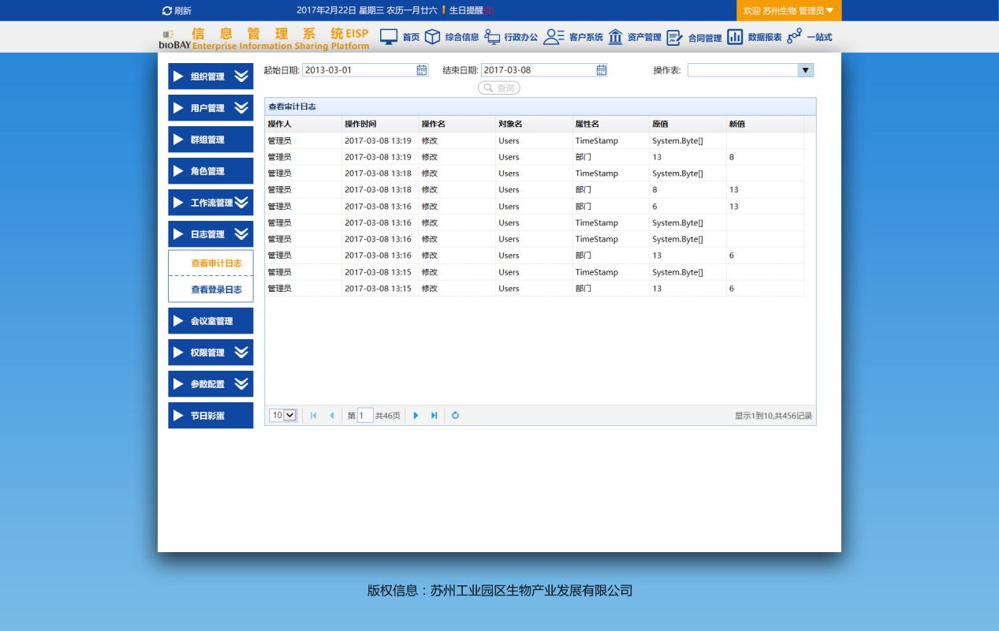 刷新 2017年2月22日 星期三 农历一月廿六 生日提醒[0] 欢迎 苏州生物 管理员
bioBAY 信息管理系统EISP 首页 综合信息 行政办公 客户系统 资产管理 合同管理 数据报表 一站式
Enterprise Information Sharing Platform
组织管理
用户管理
群组管理
角色管理
工作流管理
日志管理
查看审计日志
查看登录日志
会议室管理
权限管理
参数配置
节日彩蛋
起始日期: 2013-03-01 结束日期: 2017-03-08 操作表:
查询
查看审计日志
操作人 操作时间 操作名 对象名 属性名 原值 新值
管理员 2017-03-08 13:19 修改 Users TimeStamp System.Byte[]
管理员 2017-03-08 13:19 修改 Users 部门 13 8
管理员 2017-03-08 13:18 修改 Users TimeStamp System.Byte[]
管理员 2017-03-08 13:18 修改 Users 部门 8 13
管理员 2017-03-08 13:16 修改 Users 部门 6 13
管理员 2017-03-08 13:16 修改 Users TimeStamp System.Byte[]
管理员 2017-03-08 13:16 修改 Users TimeStamp System.Byte[]
管理员 2017-03-08 13:16 修改 Users 部门 13 6
管理员 2017-03-08 13:15 修改 Users TimeStamp System.Byte[]
管理员 2017-03-08 13:15 修改 Users 部门 13 6
10 第 1 共46页 显示1到10,共456记录
版权信息：苏州工业园区生物产业发展有限公司